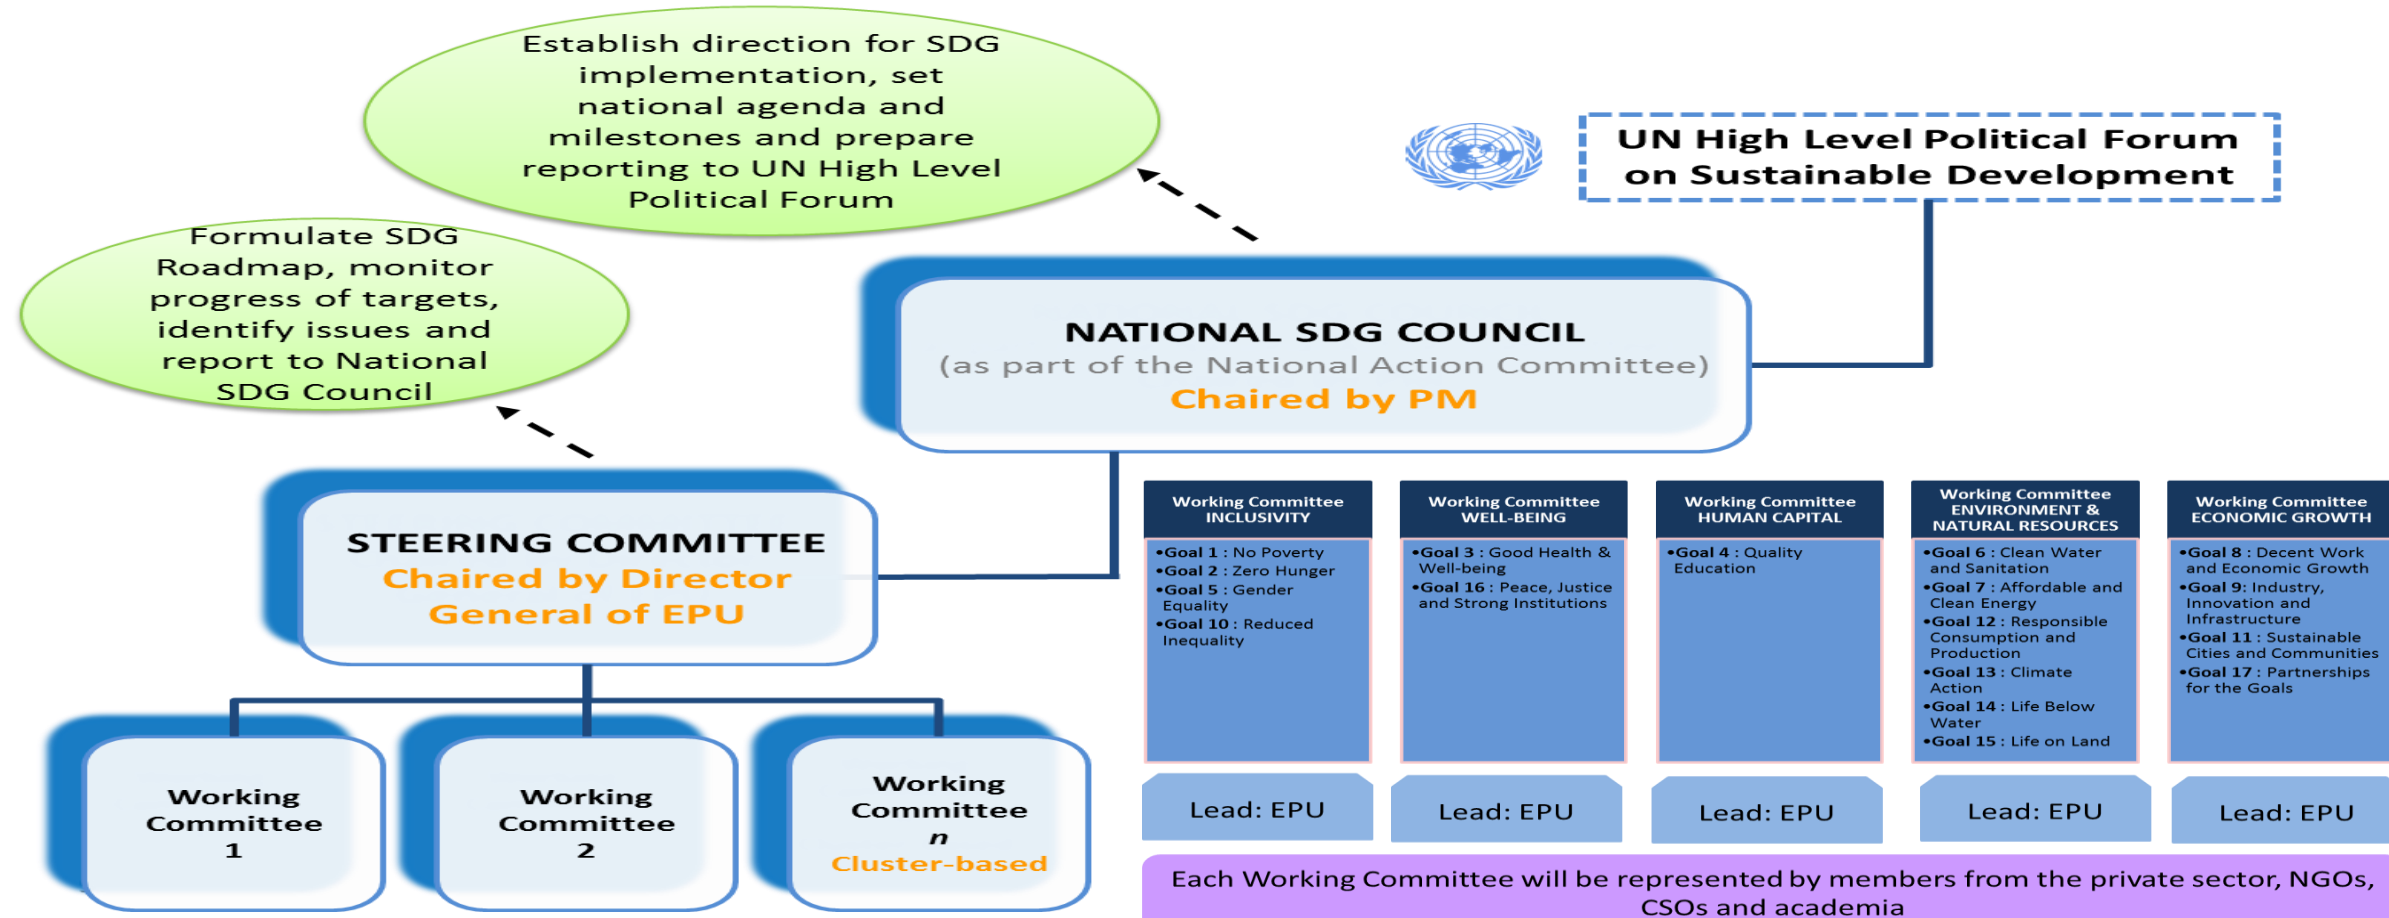 Establish direction for SDG
implementation, set
national agenda and
milestones and prepare
reporting to UN High Level
Political Forum
UN High Level Political Forum
on Sustainable Development
Formulate SDG
Roadmap, monitor
progress of targets,
identify issues and
report to National
SDG Council
NATIONAL SDG COUNCIL
(as part of the National Action Committee)
Chaired by PM
STEERING COMMITTEE
Chaired by Director
General of EPU
Working
Committee
1
Working
Committee
2
Working
Committee
n
Cluster-based
Working Committee
INCLUSIVITY
•Goal 1 : No Poverty
•Goal 2 : Zero Hunger
•Goal 5 : Gender
Equality
•Goal 10 : Reduced
Inequality
Lead: EPU
Working Committee
WELL-BEING
•Goal 3 : Good Health &
Well-being
•Goal 16 : Peace, Justice
and Strong Institutions
Lead: EPU
Working Committee
HUMAN CAPITAL
•Goal 4 : Quality
Education
Lead: EPU
Working Committee
ENVIRONMENT &
NATURAL RESOURCES
•Goal 6 : Clean Water
and Sanitation
•Goal 7 : Affordable and
Clean Energy
•Goal 12 : Responsible
Consumption and
Production
•Goal 13 : Climate
Action
•Goal 14 : Life Below
Water
•Goal 15 : Life on Land
Lead: EPU
Working Committee
ECONOMIC GROWTH
•Goal 8 : Decent Work
and Economic Growth
•Goal 9: Industry,
Innovation and
Infrastructure
•Goal 11 : Sustainable
Cities and Communities
•Goal 17 : Partnerships
for the Goals
Lead: EPU
Each Working Committee will be represented by members from the private sector, NGOs,
CSOs and academia